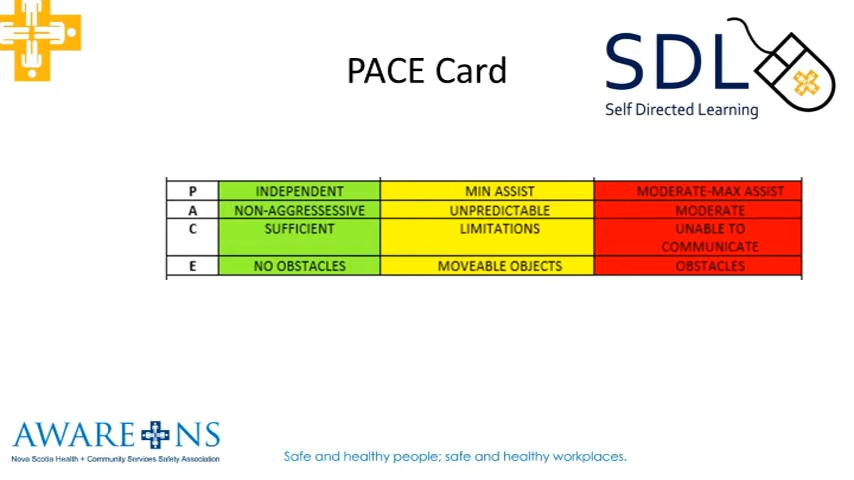 PACE Card
SDL
Self Directed Learning
P INDEPENDENT MIN ASSIST MODERATE-MAX ASSIST
A NON-AGGRESSESSIVE UNPREDICTABLE MODERATE
C SUFFICIENT LIMITATIONS UNABLE TO
COMMUNICATE
E NO OBSTACLES MOVEABLE OBJECTS OBSTACLES
AWARE NS
Nova Scotia Health + Community Services Safety Association
Safe and healthy people; safe and healthy workplaces.